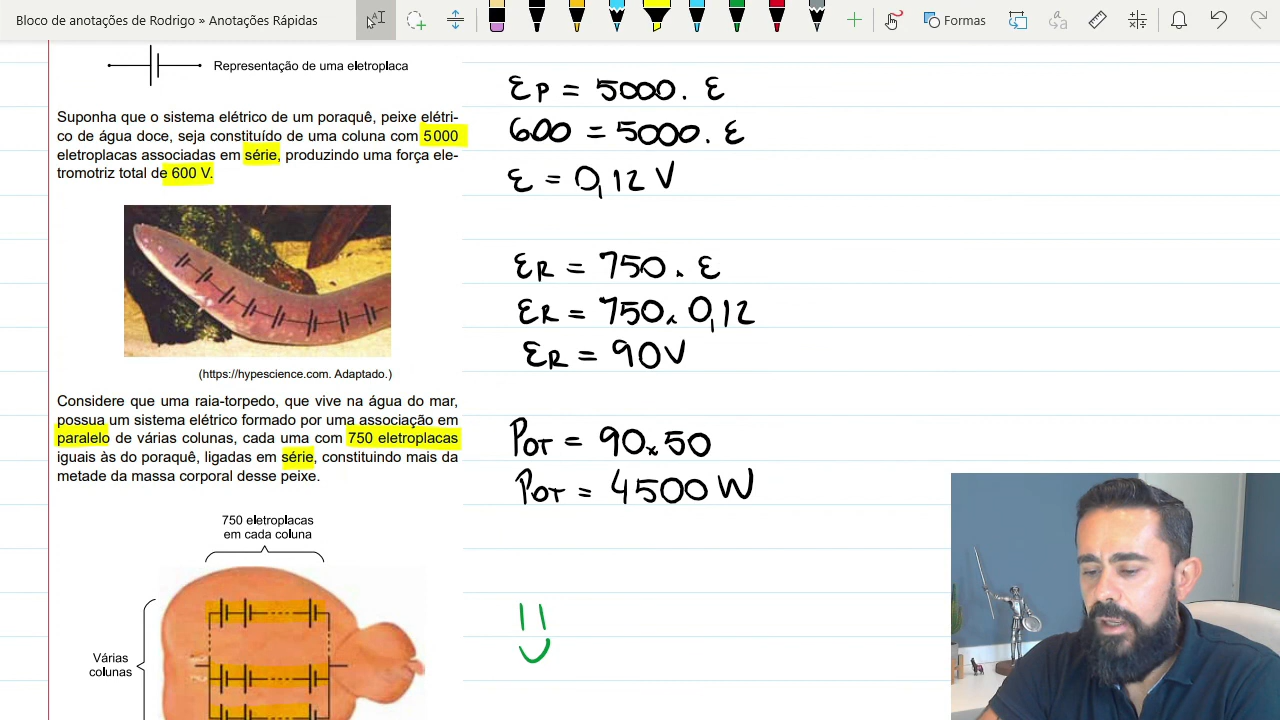 Bloco de anotações de Rodrigo » Anotações Rápidas
Formas
Representação de uma eletroplaca
Suponha que o sistema elétrico de um poraquê, peixe elétri-
co de água doce, seja constituído de uma coluna com 5000
eletroplacas associadas em série, produzindo uma força ele-
tromotriz total de 600 V.
(https://hypescience.com. Adaptado.)
Considere que uma raia-torpedo, que vive na água do mar,
possua um sistema elétrico formado por uma associação em
paralelo de várias colunas, cada uma com 750 eletroplacas
iguais às do poraquê, ligadas em série, constituindo mais da
metade da massa corporal desse peixe.
750 eletroplacas
em cada coluna
Várias
colunas
εP = 5000. ε
600 = 5000. ε
ε = 0,12 V
εR = 750. ε
εR = 750. 0,12
εR = 90V
POT = 90x50
POT = 4500 W